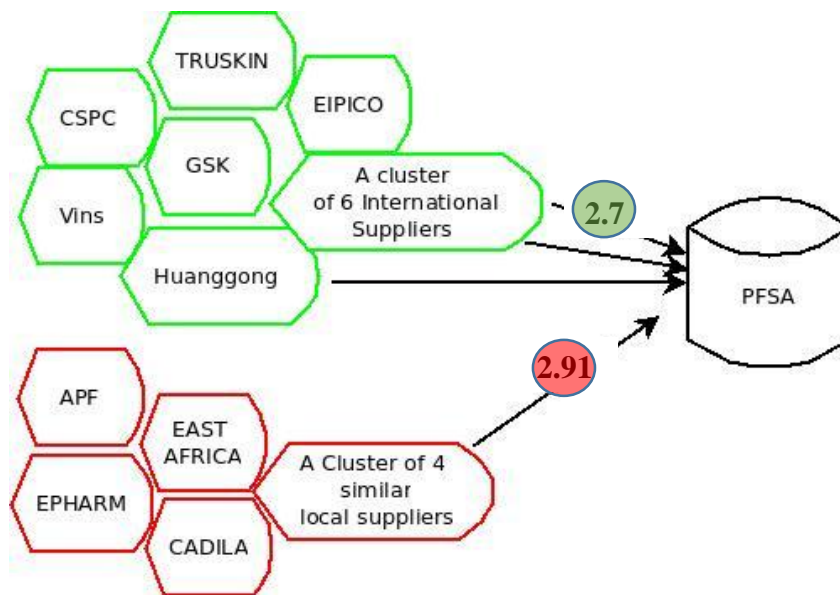 TRUSKIN
CSPC
EIPICO
GSK
Vins
A cluster
of 6 International
Suppliers
2.7
Huanggong
PFSA
2.91
APF
EAST
AFRICA
EPHARM
A Cluster of 4
similar
local suppliers
CADILA